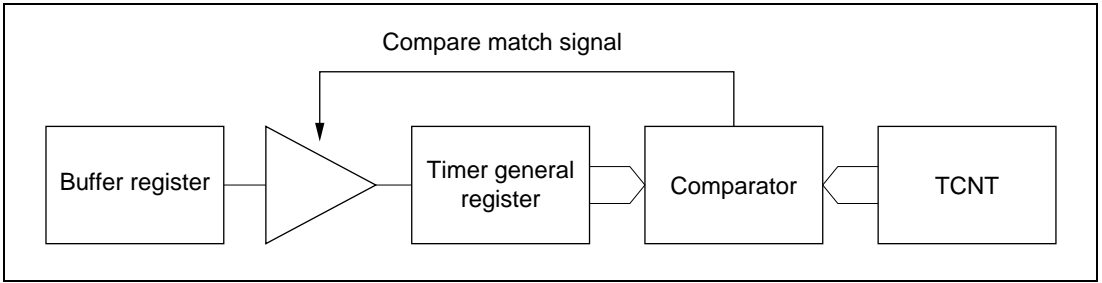 Compare match signal
Buffer register
Timer general
register
Comparator
TCNT